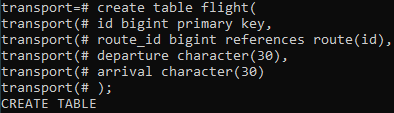 transport=# create table flight(
transport(# id bigint primary key,
transport(# route_id bigint references route(id),
transport(# departure character(30),
transport(# arrival character(30)
transport(# );
CREATE TABLE